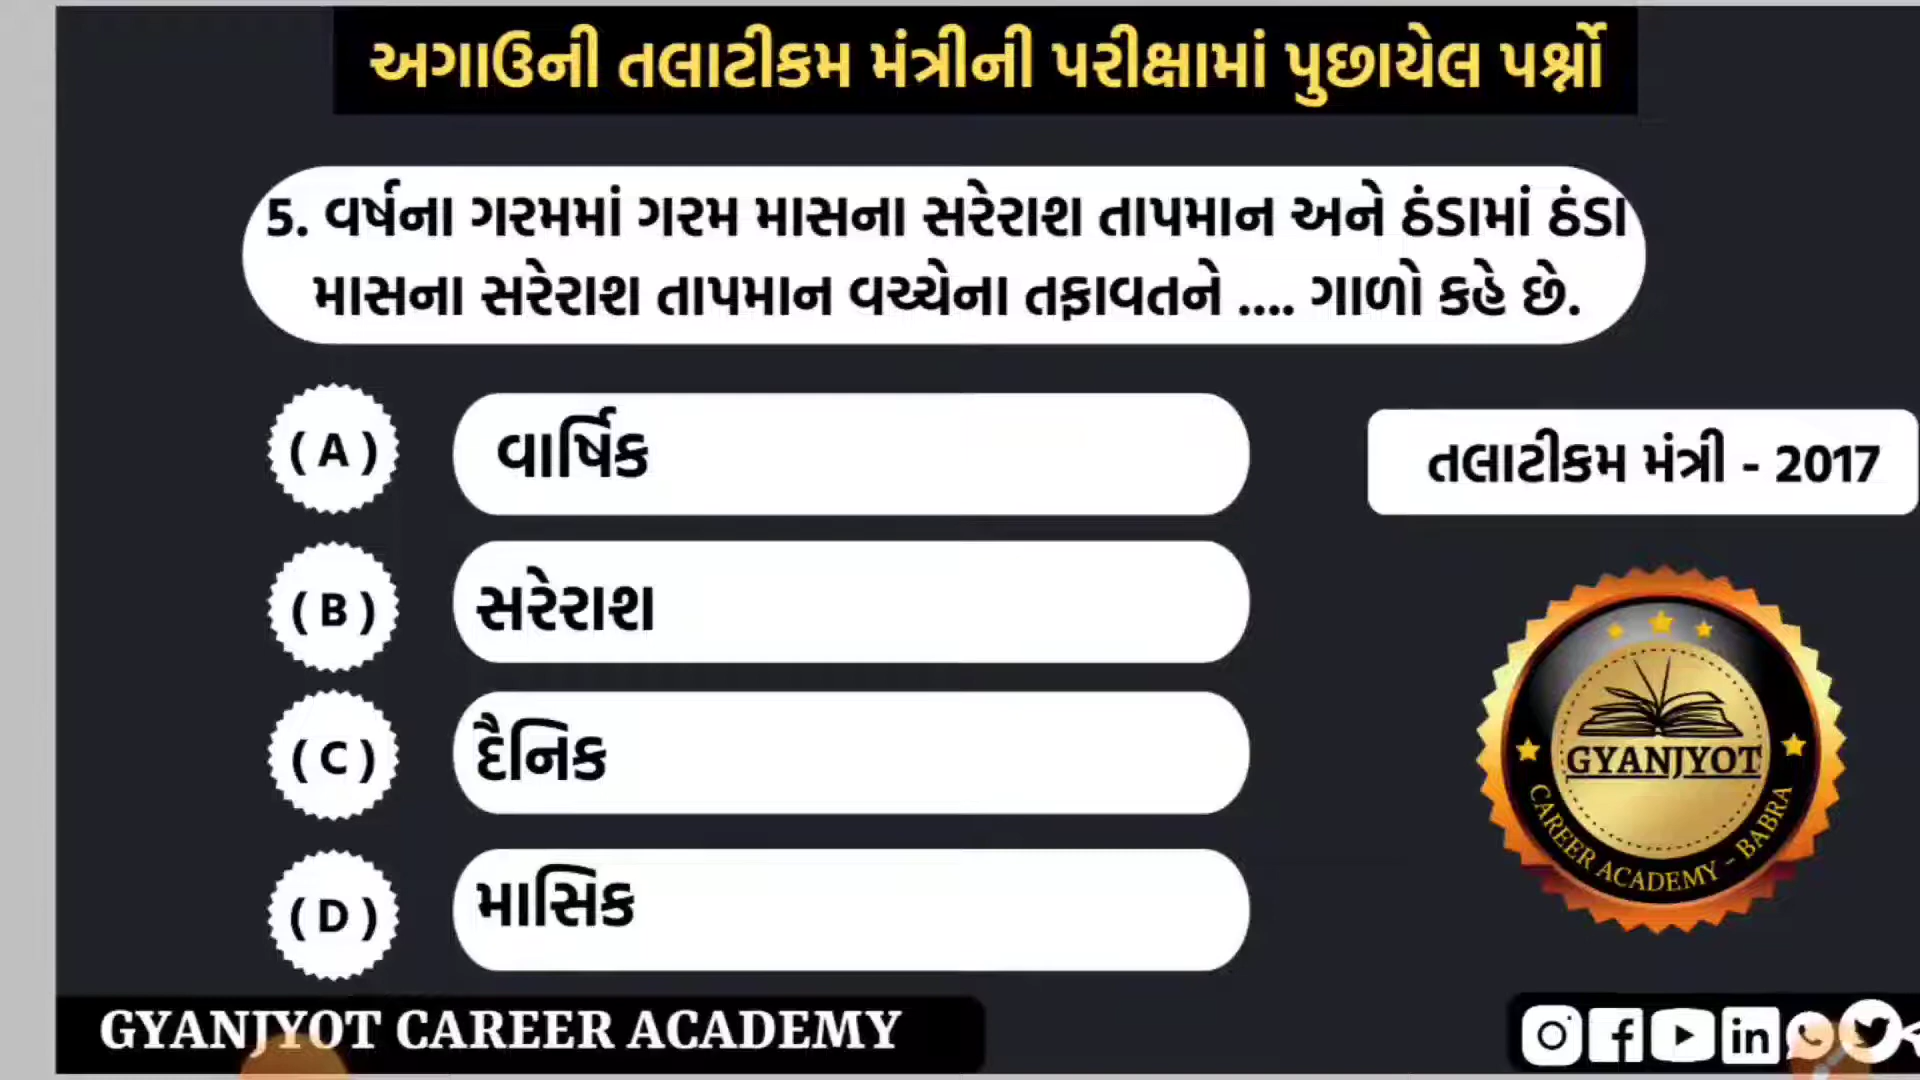 અગાઉની તલાટીકમ મંત્રીની પરીક્ષામાં પુછાયેલ પર્શ્નો
5. વર્ષના ગરમમાં ગરમ માસના સરેરાશ તાપમાન અને ઠંડામાં ઠંડા
માસના સરેરાશ તાપમાન વચ્ચેના તફાવતને .... ગાળો કહે છે.
(A) વાર્ષિક
તલાટીકમ મંત્રી - 2017
(B) સરેરાશ
(C) દૈનિક
(D) માસિક
GYANJYOT
CAREER ACADEMY - BABRA
GYANJYOT CAREER ACADEMY